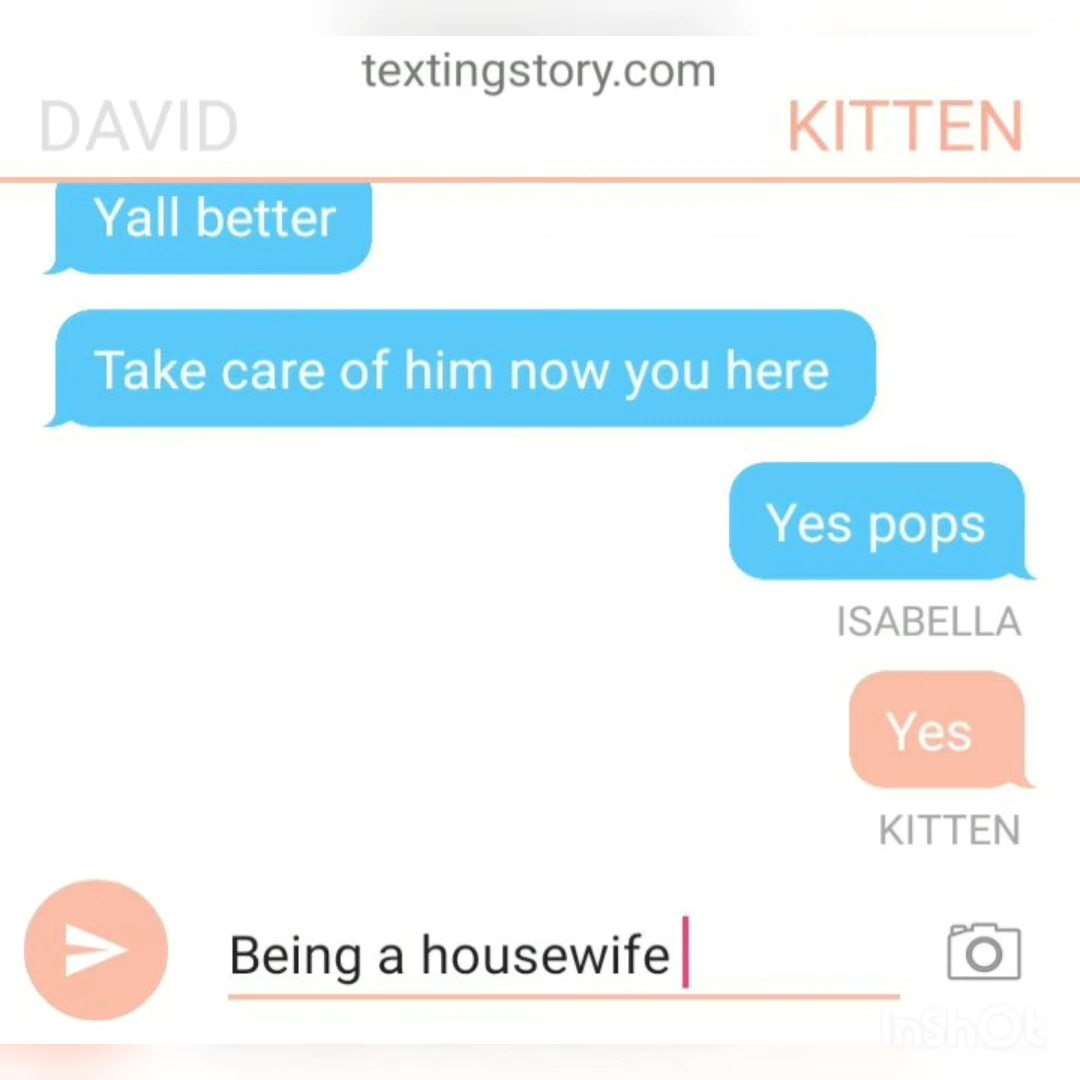 textingstory.com
DAVID
KITTEN
Yall better
Take care of him now you here
Yes pops
ISABELLA
Yes
KITTEN
Being a housewife
InShOt